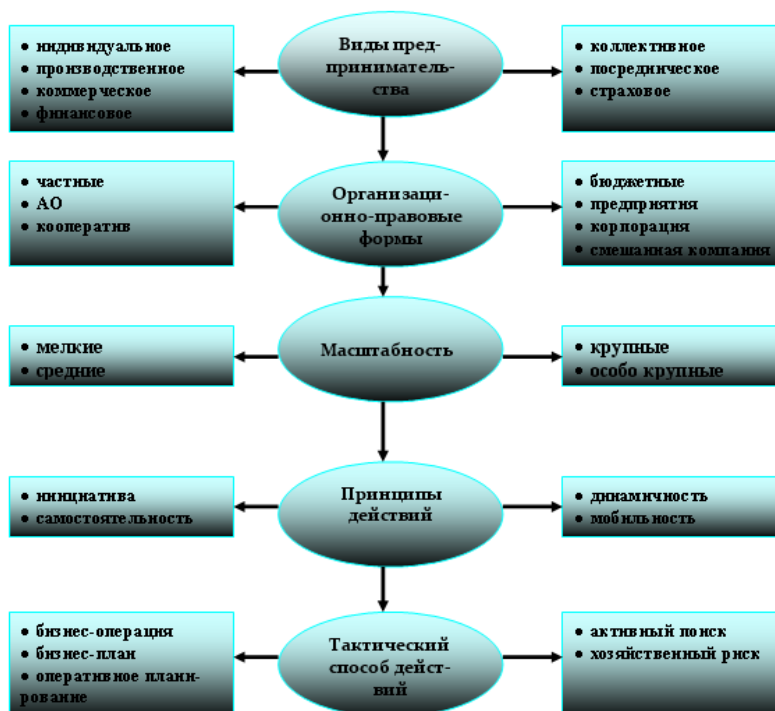 • индивидуальное
• производственное
• коммерческое
• финансовое
Виды пред-
приниматель-
ства
• коллективное
• посредническое
• страховое
• частные
• АО
• кооператив
Организаци-
онно-правовые
формы
• бюджетные
• предприятия
• корпорация
• смешанная компания
• мелкие
• средние
Масштабность
• крупные
• особо крупные
• инициатива
• самостоятельность
Принципы
действий
• динамичность
• мобильность
• бизнес-операция
• бизнес-план
• оперативное плани-
рование
Тактический
способ дейст-
вий
• активный поиск
• хозяйственный риск